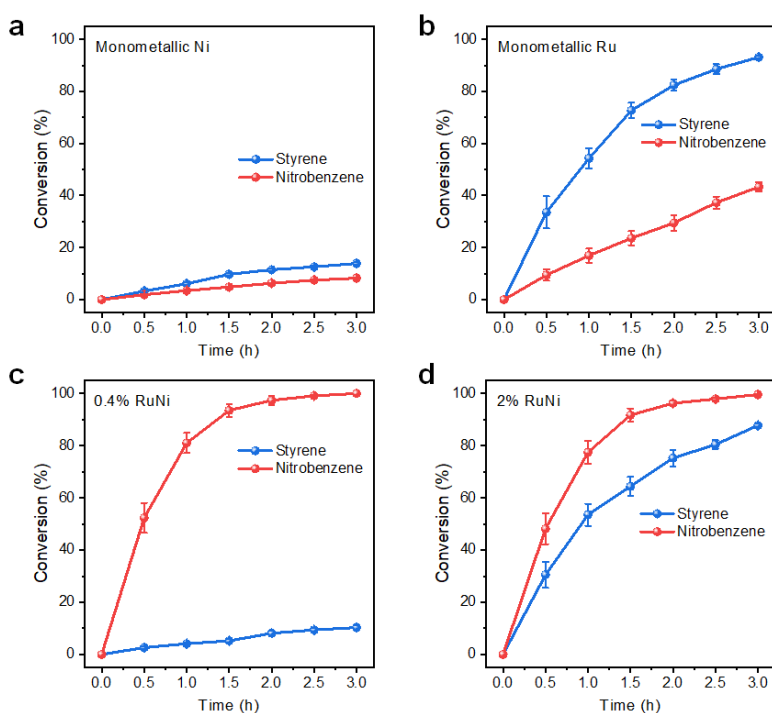 a
Monometallic Ni
Conversion (%)
100
80
60
40
20
0
Styrene
Nitrobenzene
0.0 0.5 1.0 1.5 2.0 2.5 3.0
Time (h)
b
Monometallic Ru
Conversion (%)
100
80
60
40
20
0
Styrene
Nitrobenzene
0.0 0.5 1.0 1.5 2.0 2.5 3.0
Time (h)
c
0.4% RuNi
Conversion (%)
100
80
60
40
20
0
Styrene
Nitrobenzene
0.0 0.5 1.0 1.5 2.0 2.5 3.0
Time (h)
d
2% RuNi
Conversion (%)
100
80
60
40
20
0
Styrene
Nitrobenzene
0.0 0.5 1.0 1.5 2.0 2.5 3.0
Time (h)